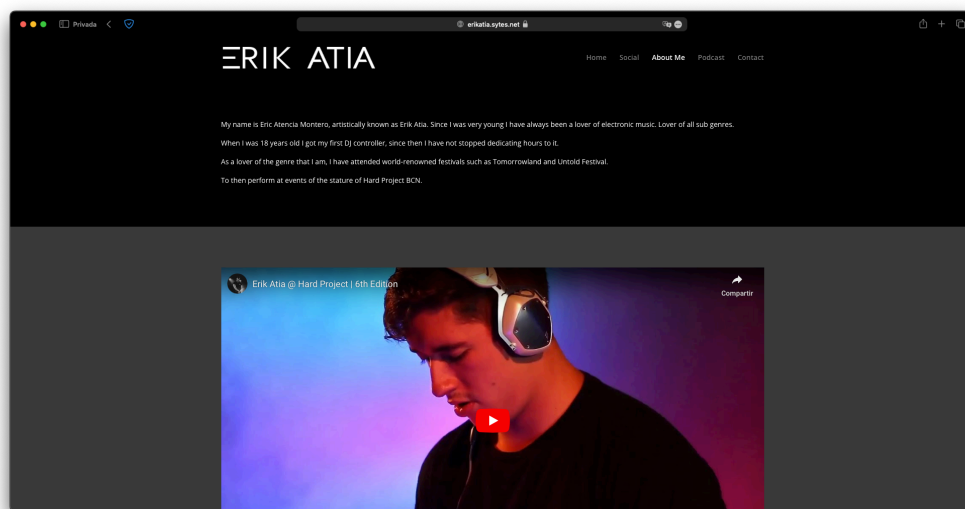 Privada
erikatia.sytes.net
ERIK ATIA
Home Social About Me Podcast Contact
My name is Eric Atencia Montero, artistically known as Erik Atia. Since I was very young I have always been a lover of electronic music. Lover of all sub genres.
When I was 18 years old I got my first DJ controller, since then I have not stopped dedicating hours to it.
As a lover of the genre that I am, I have attended world-renowned festivals such as Tomorrowland and Untold Festival.
To then perform at events of the stature of Hard Project BCN.
Erik Atia @ Hard Project | 6th Edition
Compartir